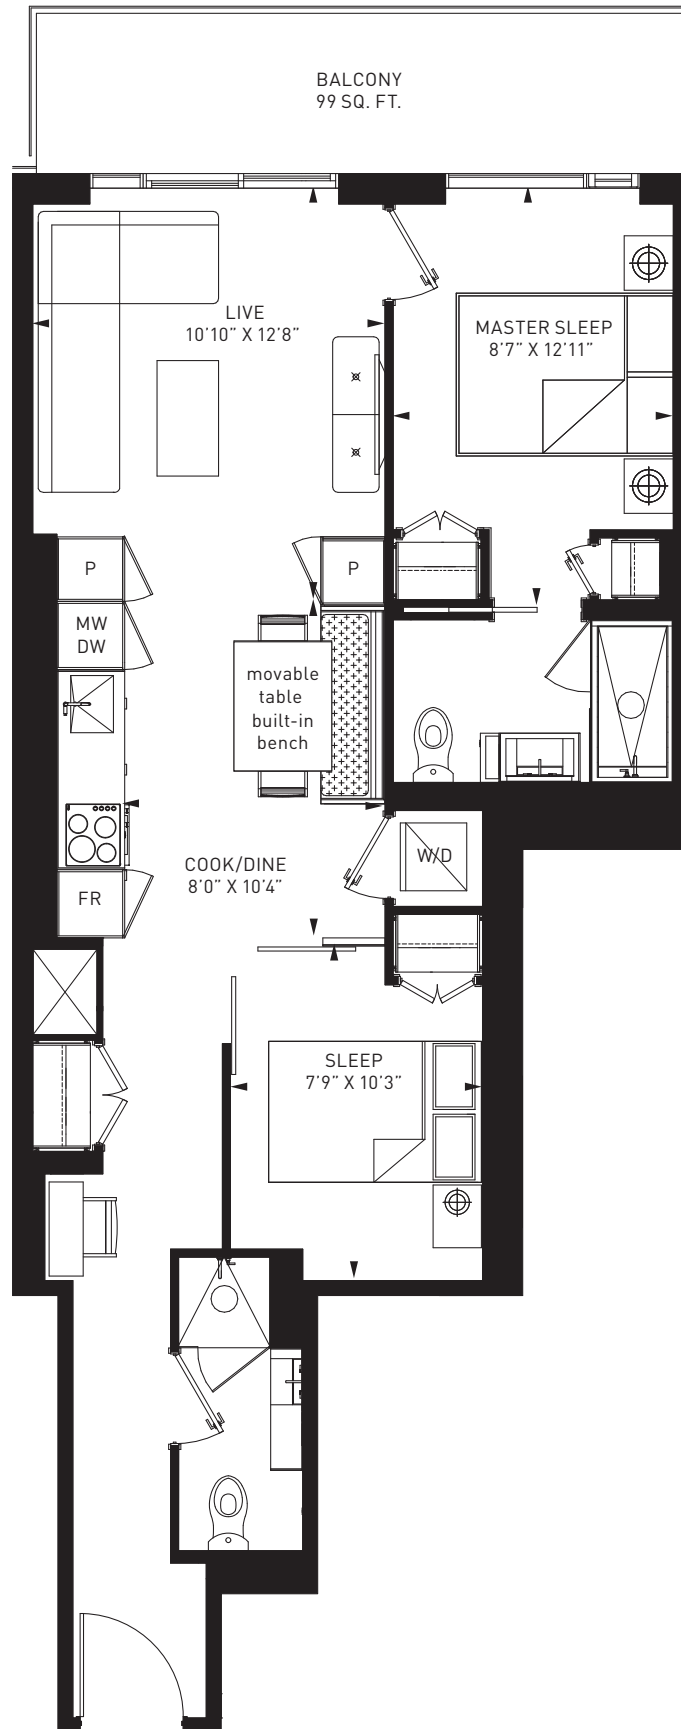 BALCONY
99 SQ. FT.
LIVE
10’10” X 12’8”
MASTER SLEEP
8’7” X 12’11”
P
P
MW
DW
movable
table
built-in
bench
COOK/DINE
8’0” X 10’4”
W/D
FR
SLEEP
7’9” X 10’3”